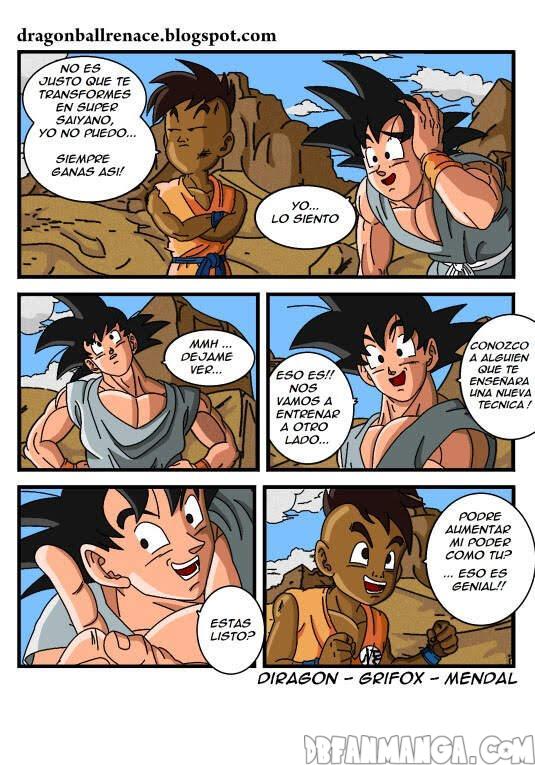 dragonballrenace.blogspot.com
NO ES
JUSTO QUE TE
TRANSFORMES
EN SUPER
SAIYANO,
YO NO PUEDO...
SIEMPRE
GANAS ASI!
YO...
LO SIENTO
MMH ...
DEJAME
VER...
ESO ES!!
NOS
VAMOS A
ENTRENAR
A OTRO
LADO...
CONOZCO
A ALGUIEN
QUE TE
ENSEÑARA
UNA NUEVA
TECNICA !
ESTAS
LISTO?
PODRE
AUMENTAR
MI PODER
COMO TU?
... ESO ES
GENIAL!!
DIRAGON - GRIFOX - MENDAL
DBFANMANGA.COM